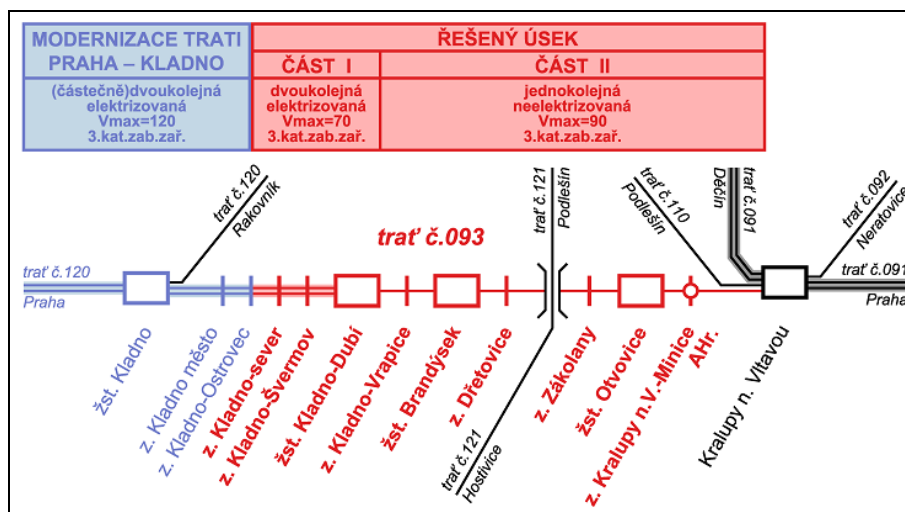 MODERNIZACE TRATI
PRAHA – KLADNO
(částečně)dvoukolejná
elektrizovaná
Vmax=120
3.kat.zab.zař.
ŘEŠENÝ ÚSEK
ČÁST I
dvoukolejná
elektrizovaná
Vmax=70
3.kat.zab.zař.
ČÁST II
jednokolejná
neelektrizovaná
Vmax=90
3.kat.zab.zař.
trať č.120
Rakovník
trať č.121
Podlešín
trať č.110
Podlešín
trať č.091
Děčín
trať č.092
Neratovice
trať č.093
trať č.120
Praha
trať č.091
Praha
žst. Kladno
z. Kladno město
z. Kladno-Ostrovec
z. Kladno-sever
z. Kladno-Švermov
žst. Kladno-Dubí
z. Kladno-Vrapice
žst. Brandýsek
z. Dřetovice
trať č.121
Hostivice
z. Zákolany
žst. Otvovice
z. Kralupy n.V.-Minice
AHr.
Kralupy n. Vltavou